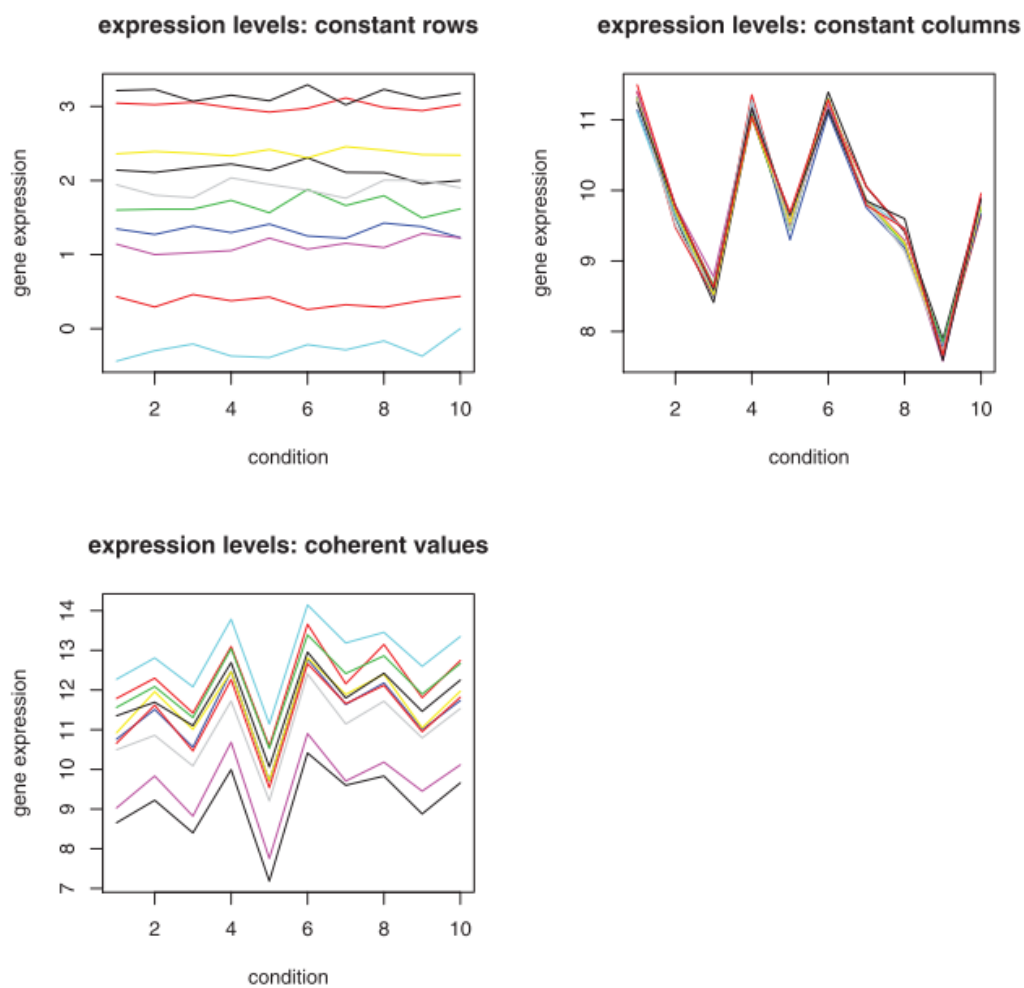 expression levels: constant rows
gene expression
3
2
1
0
2 4 6 8 10
condition
expression levels: constant columns
gene expression
11
10
9
8
2 4 6 8 10
condition
expression levels: coherent values
gene expression
14
13
12
11
10
9
8
7
2 4 6 8 10
condition